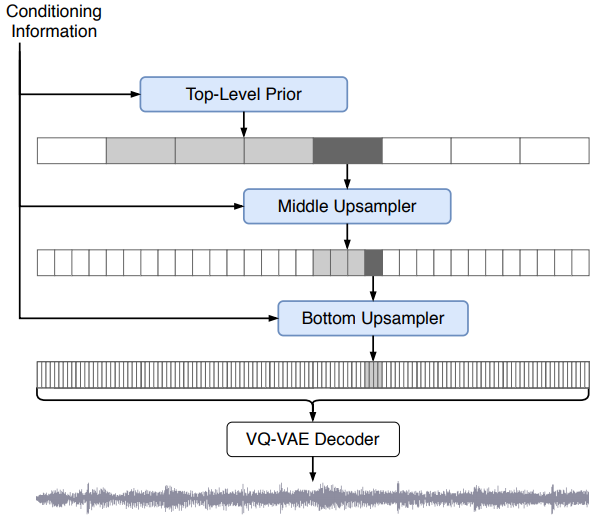 Conditioning
Information
Top-Level Prior
Middle Upsampler
Bottom Upsampler
VQ-VAE Decoder